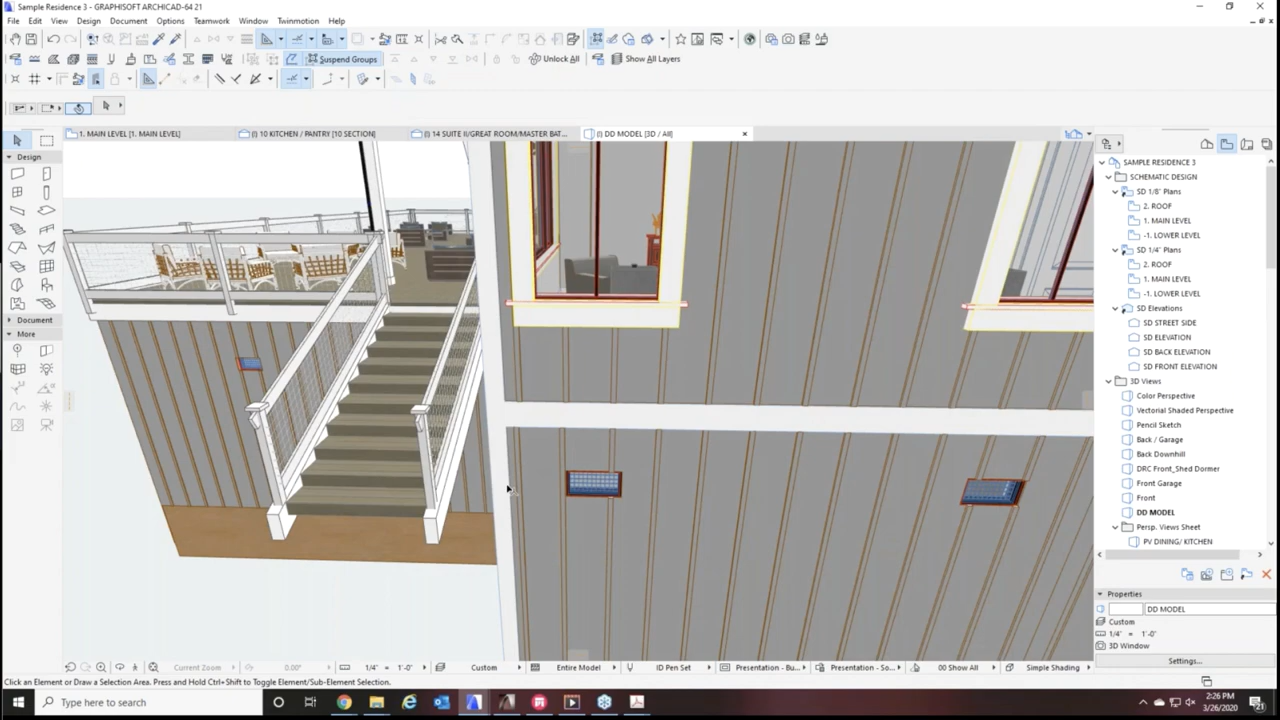 Sample Residence 3 - GRAPHISOFT ARCHICAD-64 21
File Edit View Design Document Options Teamwork Window Twinmotion Help
Suspend Groups
Unlock All
Show All Layers
1. MAIN LEVEL [1. MAIN LEVEL]
(!) 10 KITCHEN / PANTRY [10 SECTION]
(!) 14 SUITE II/GREAT ROOM/MASTER BAT...
(!) DD MODEL [3D / All]
Design
Document
More
SAMPLE RESIDENCE 3
SCHEMATIC DESIGN
SD 1/8" Plans
2. ROOF
1. MAIN LEVEL
-1. LOWER LEVEL
SD 1/4" Plans
2. ROOF
1. MAIN LEVEL
-1. LOWER LEVEL
SD Elevations
SD STREET SIDE
SD ELEVATION
SD BACK ELEVATION
SD FRONT ELEVATION
3D Views
Color Perspective
Vectorial Shaded Perspective
Pencil Sketch
Back / Garage
Back Downhill
DRC Front_Shed Dormer
Front Garage
Front
DD MODEL
Persp. Views Sheet
PV DINING/ KITCHEN
Properties
DD MODEL
Custom
1/4" = 1'-0"
3D Window
Settings...
Current Zoom
0.00°
1/4" = 1'-0"
Custom
Entire Model
ID Pen Set
Presentation - Bu...
Presentation - So...
00 Show All
Simple Shading
Click an Element or Draw a Selection Area. Press and Hold Ctrl+Shift to Toggle Element/Sub-Element Selection.
Type here to search
2:26 PM
3/26/2020
21